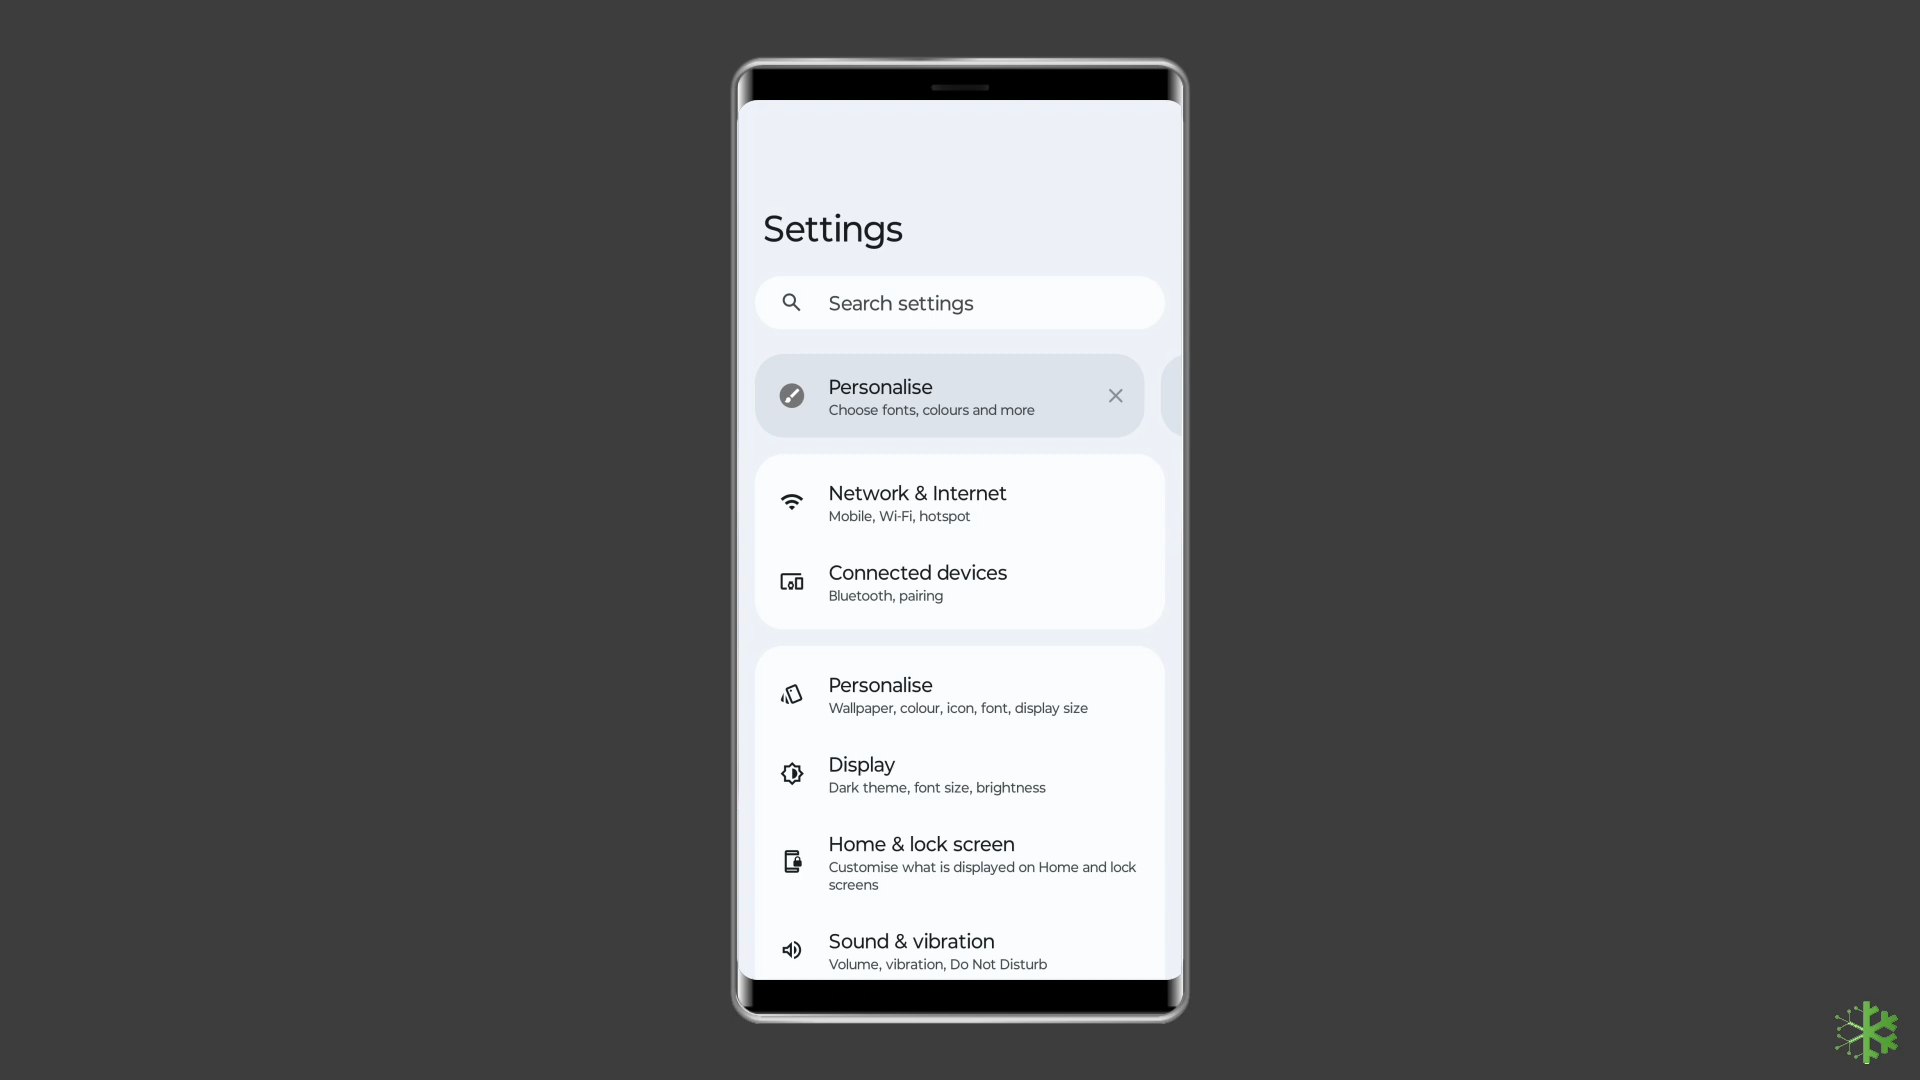 Settings
Search settings
Personalise
Choose fonts, colours and more
Network & Internet
Mobile, Wi-Fi, hotspot
Connected devices
Bluetooth, pairing
Personalise
Wallpaper, colour, icon, font, display size
Display
Dark theme, font size, brightness
Home & lock screen
Customise what is displayed on Home and lock
screens
Sound & vibration
Volume, vibration, Do Not Disturb